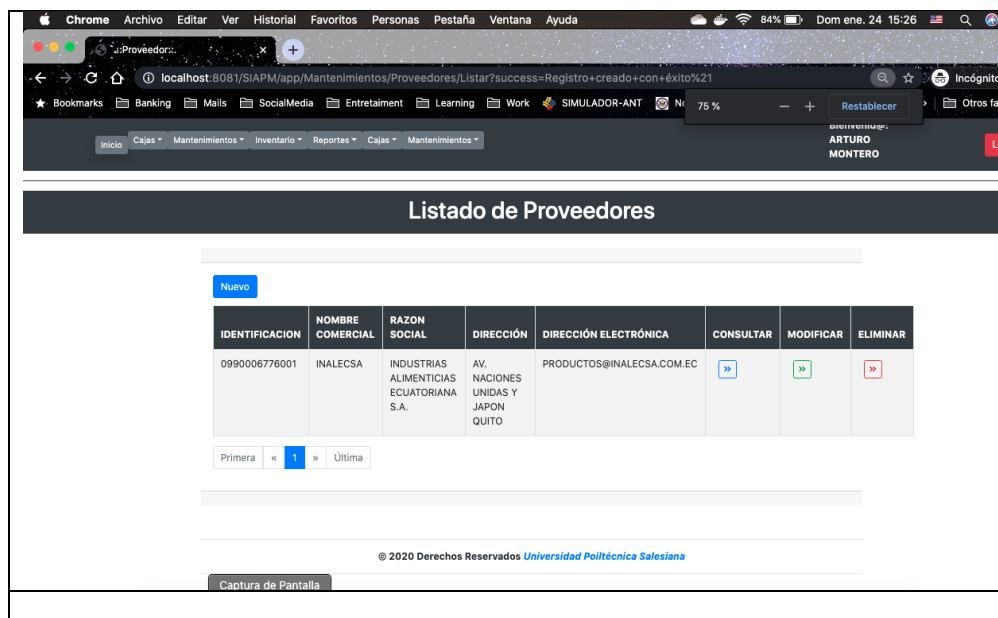 Chrome Archivo Editar Ver Historial Favoritos Personas Pestaña Ventana Ayuda 84% Dom ene. 24 15:26
.::Proveedor::.
localhost:8081/SIAPM/app/Mantenimientos/Proveedores/Listar?success=Registro+creado+con+éxito%21 Incógnito
Bookmarks Banking Mails SocialMedia Entretaiment Learning Work SIMULADOR-ANT Otros fa
75 % − + Restablecer
Inicio Cajas Mantenimientos Inventario Reportes Cajas Mantenimientos
Bienvenid@:
ARTURO
MONTERO
L
Listado de Proveedores
Nuevo
IDENTIFICACION NOMBRE COMERCIAL RAZON SOCIAL DIRECCIÓN DIRECCIÓN ELECTRÓNICA CONSULTAR MODIFICAR ELIMINAR
0990006776001 INALECSA INDUSTRIAS AV. PRODUCTOS@INALECSA.COM.EC » » »
ALIMENTICIAS NACIONES
ECUATORIANA UNIDAS Y
S.A. JAPON
QUITO
Primera « 1 » Última
© 2020 Derechos Reservados Universidad Poiltécnica Salesiana
Captura de Pantalla